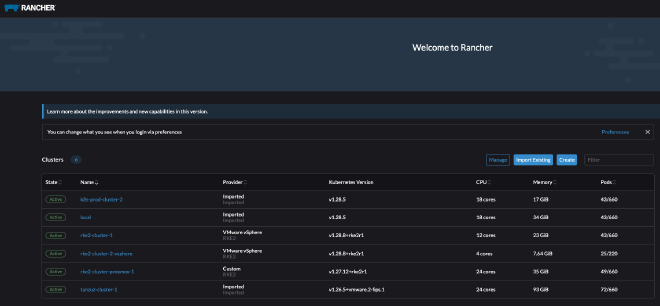 RANCHER
Welcome to Rancher
Learn more about the improvements and new capabilities in this version.
You can change what you see when you login via preferences Preferences
Clusters 6 Manage Import Existing Create Filter
State Name Provider Kubernetes Version CPU Memory Pods
Active k8s-prod-cluster-2 Imported v1.28.5 18 cores 17 GiB 43/660
Imported
Active local Imported v1.28.5 18 cores 34 GiB 43/660
Imported
Active rke2-cluster-1 VMware vSphere v1.28.8+rke2r1 12 cores 23 GiB 43/660
RKE2
Active rke2-cluster-2-vsphere VMware vSphere v1.28.8+rke2r1 4 cores 7.64 GiB 25/220
RKE2
Active Custom v1.27.12+rke2r1 24 cores 35 GiB 49/660
RKE2
Active tanzu-cluster-1 Imported v1.26.5+vmware.2-fips.1 24 cores 93 GiB 72/660
Imported